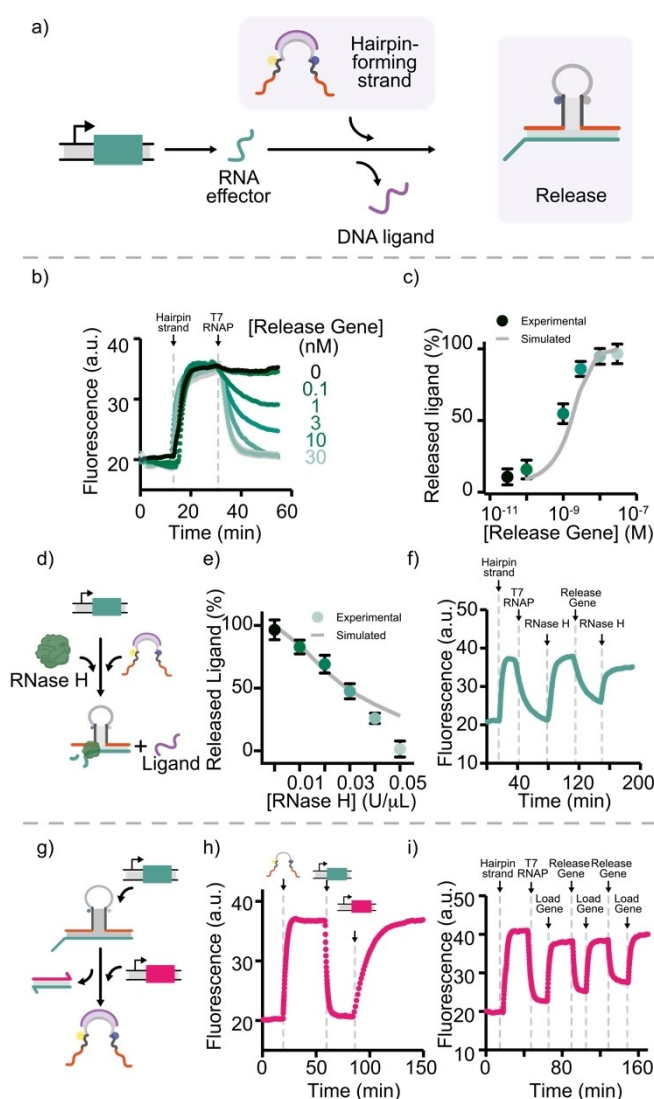 a)
Hairpin-
forming
strand
RNA
effector
DNA ligand
Release
b)
Hairpin
strand
T7
RNAP
[Release Gene]
(nM)
0
0.1
1
3
10
30
Fluorescence (a.u.)
40
30
20
0 20 40 60
Time (min)
c)
Experimental
Simulated
Released ligand (%)
100
50
0
10⁻¹¹ 10⁻⁹ 10⁻⁷
[Release Gene] (M)
d)
RNase H
+
Ligand
e)
Experimental
Simulated
Released Ligand (%)
100
50
0
0.01 0.03 0.05
[RNase H] (U/μL)
f)
Hairpin
strand
T7
RNAP
RNase H
Release
Gene
RNase H
Fluorescence (a.u.)
50
40
30
20
10
0 40 120 190
Time (min)
g)
h)
Fluorescence (a.u.)
40
30
20
0 50 100 150
Time (min)
i)
Hairpin
strand
T7
RNAP
Release
Gene
Release
Gene
Load
Gene
Load
Gene
Load
Gene
Fluorescence (a.u.)
50
40
30
20
10
0 80 160
Time (min)